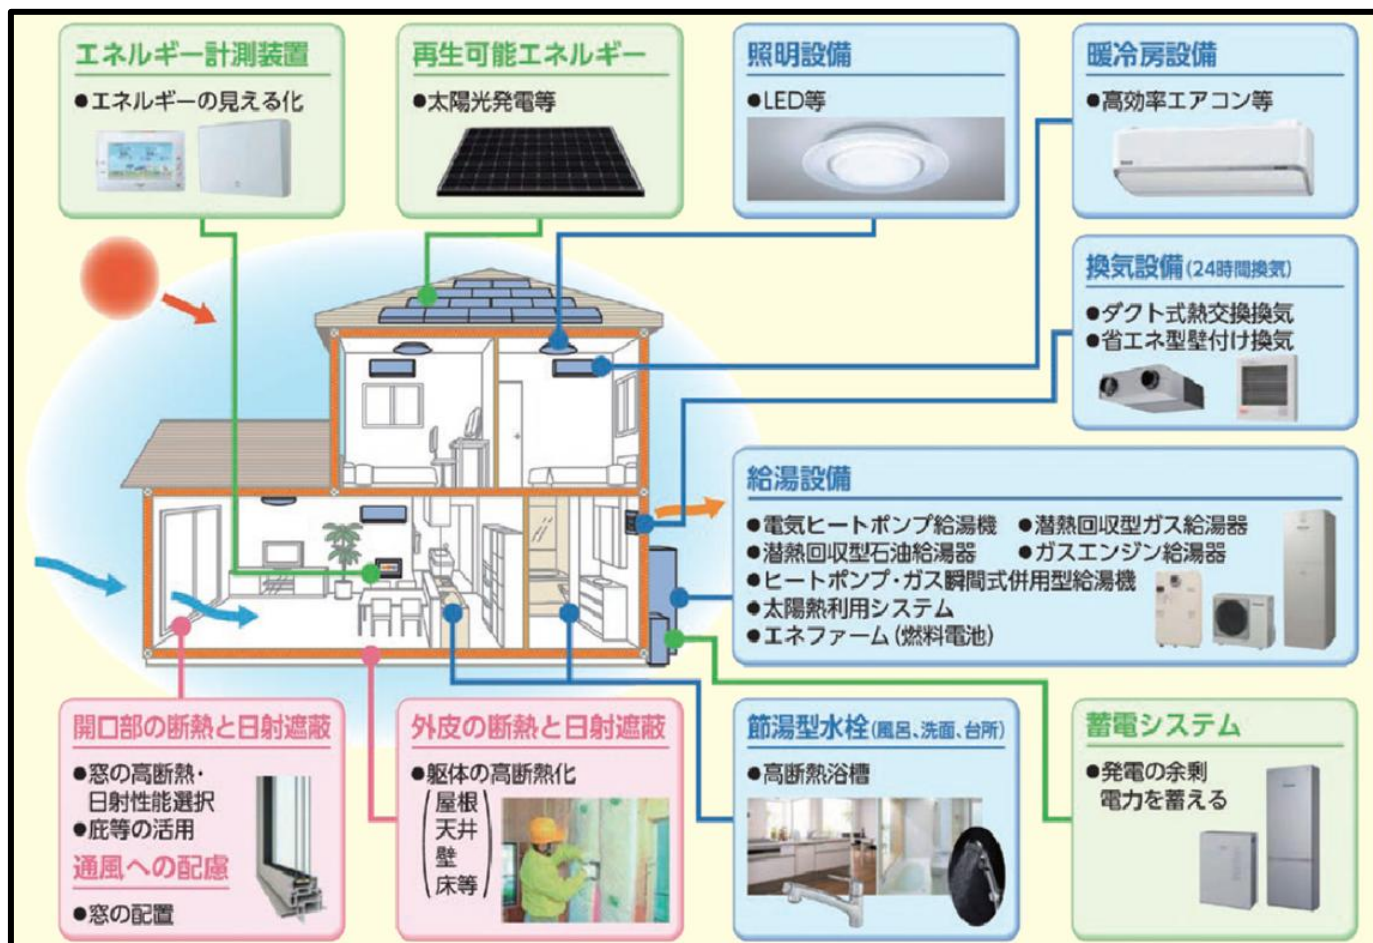 エネルギー計測装置
●エネルギーの見える化
再生可能エネルギー
●太陽光発電等
照明設備
●LED等
暖冷房設備
●高効率エアコン等
換気設備(24時間換気)
●ダクト式熱交換換気
●省エネ型壁付け換気
給湯設備
●電気ヒートポンプ給湯機 ●潜熱回収型ガス給湯器
●潜熱回収型石油給湯器 ●ガスエンジン給湯器
●ヒートポンプ・ガス瞬間式併用型給湯機
●太陽熱利用システム
●エネファーム(燃料電池)
開口部の断熱と日射遮蔽
●窓の高断熱・
日射性能選択
●庇等の活用
通風への配慮
●窓の配置
外皮の断熱と日射遮蔽
●躯体の高断熱化
(屋根
天井
壁
床等)
節湯型水栓(風呂、洗面、台所)
●高断熱浴槽
蓄電システム
●発電の余剰
電力を蓄える